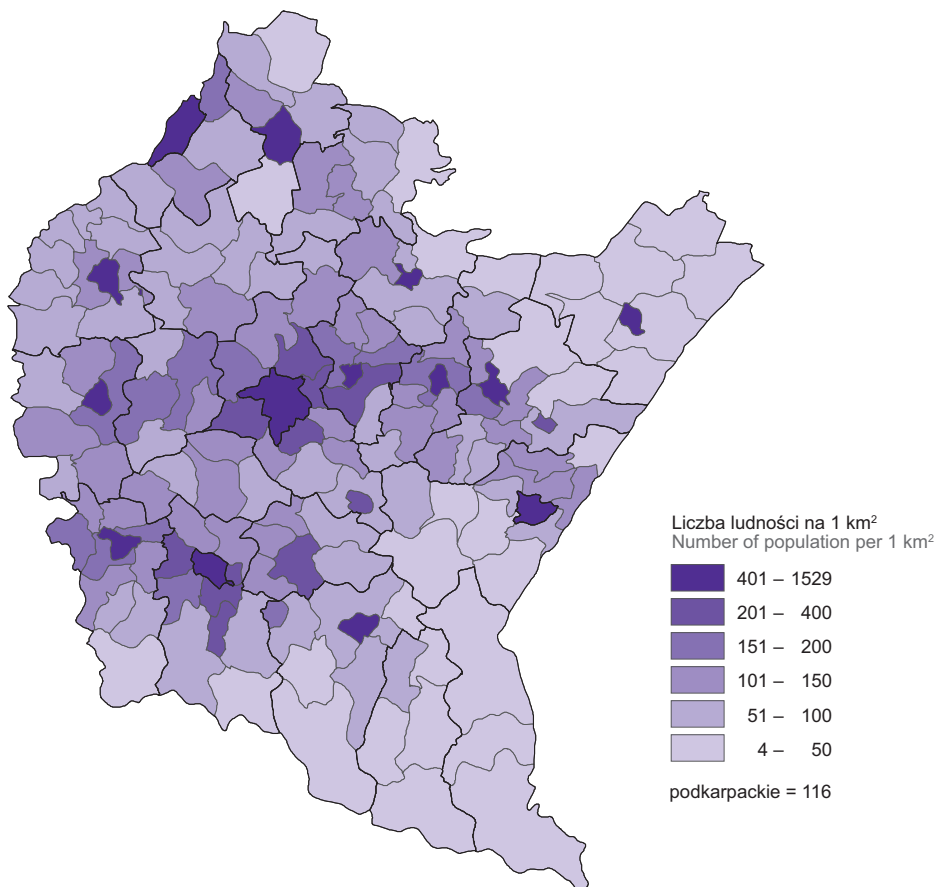 Liczba ludności na 1 km²
Number of population per 1 km²
401 – 1529
201 – 400
151 – 200
101 – 150
51 – 100
4 – 50
podkarpackie = 116